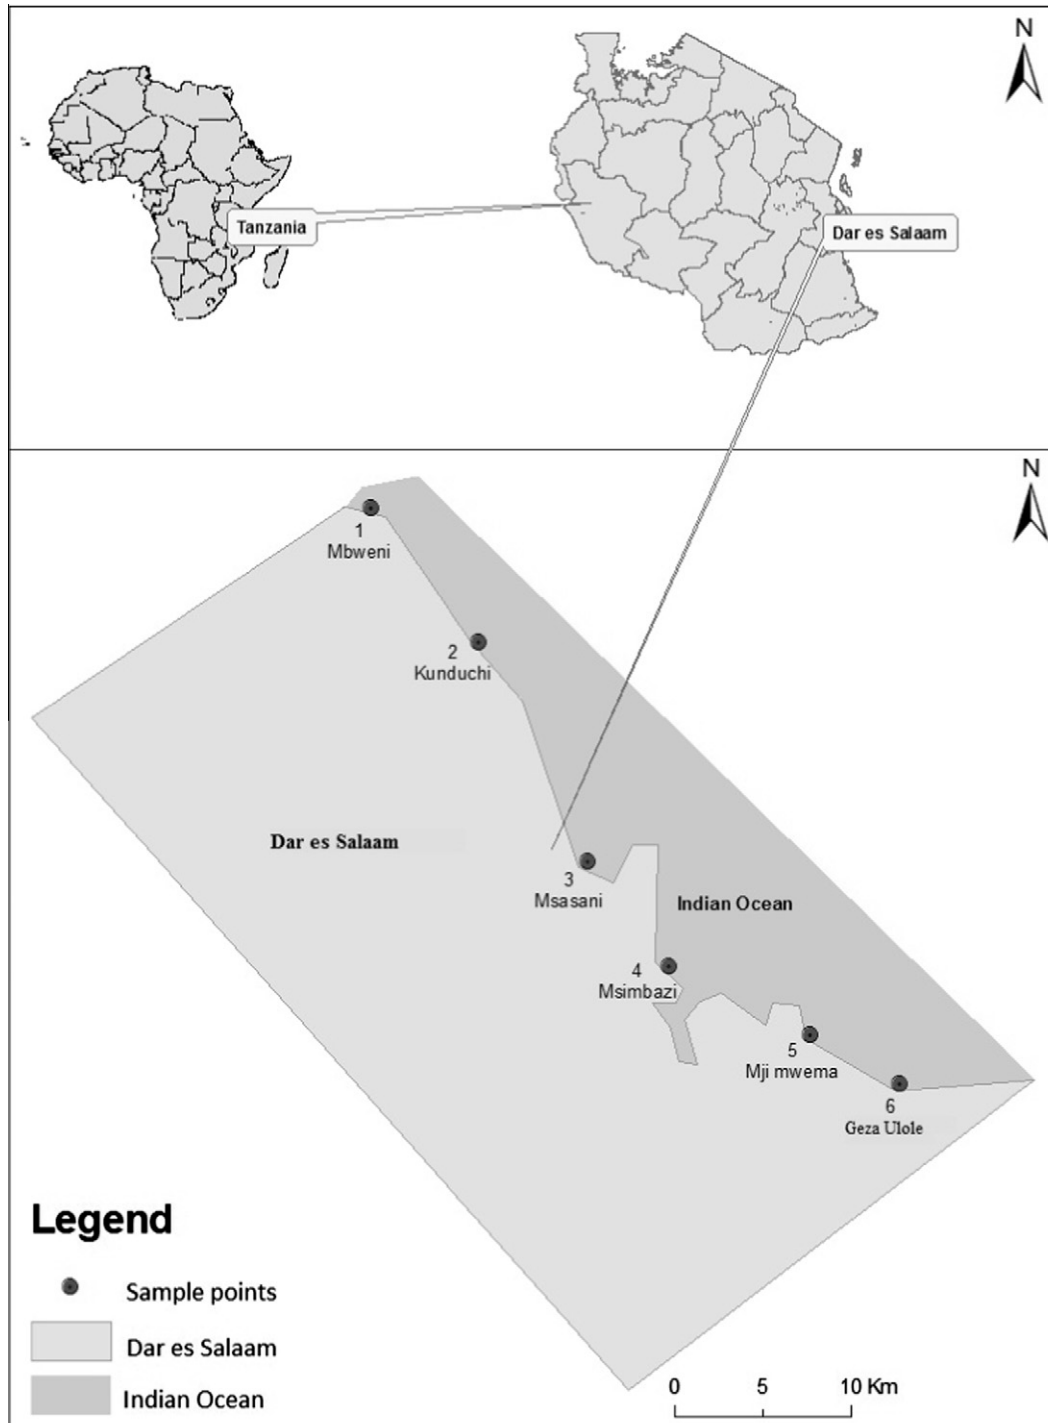 N
Tanzania
Dar es Salaam
N
1
Mbweni
2
Kunduchi
Dar es Salaam
3
Msasani
Indian Ocean
4
Msimbazi
5
Mji mwema
6
Geza Ulole
Legend
Sample points
Dar es Salaam
Indian Ocean
0 5 10 Km